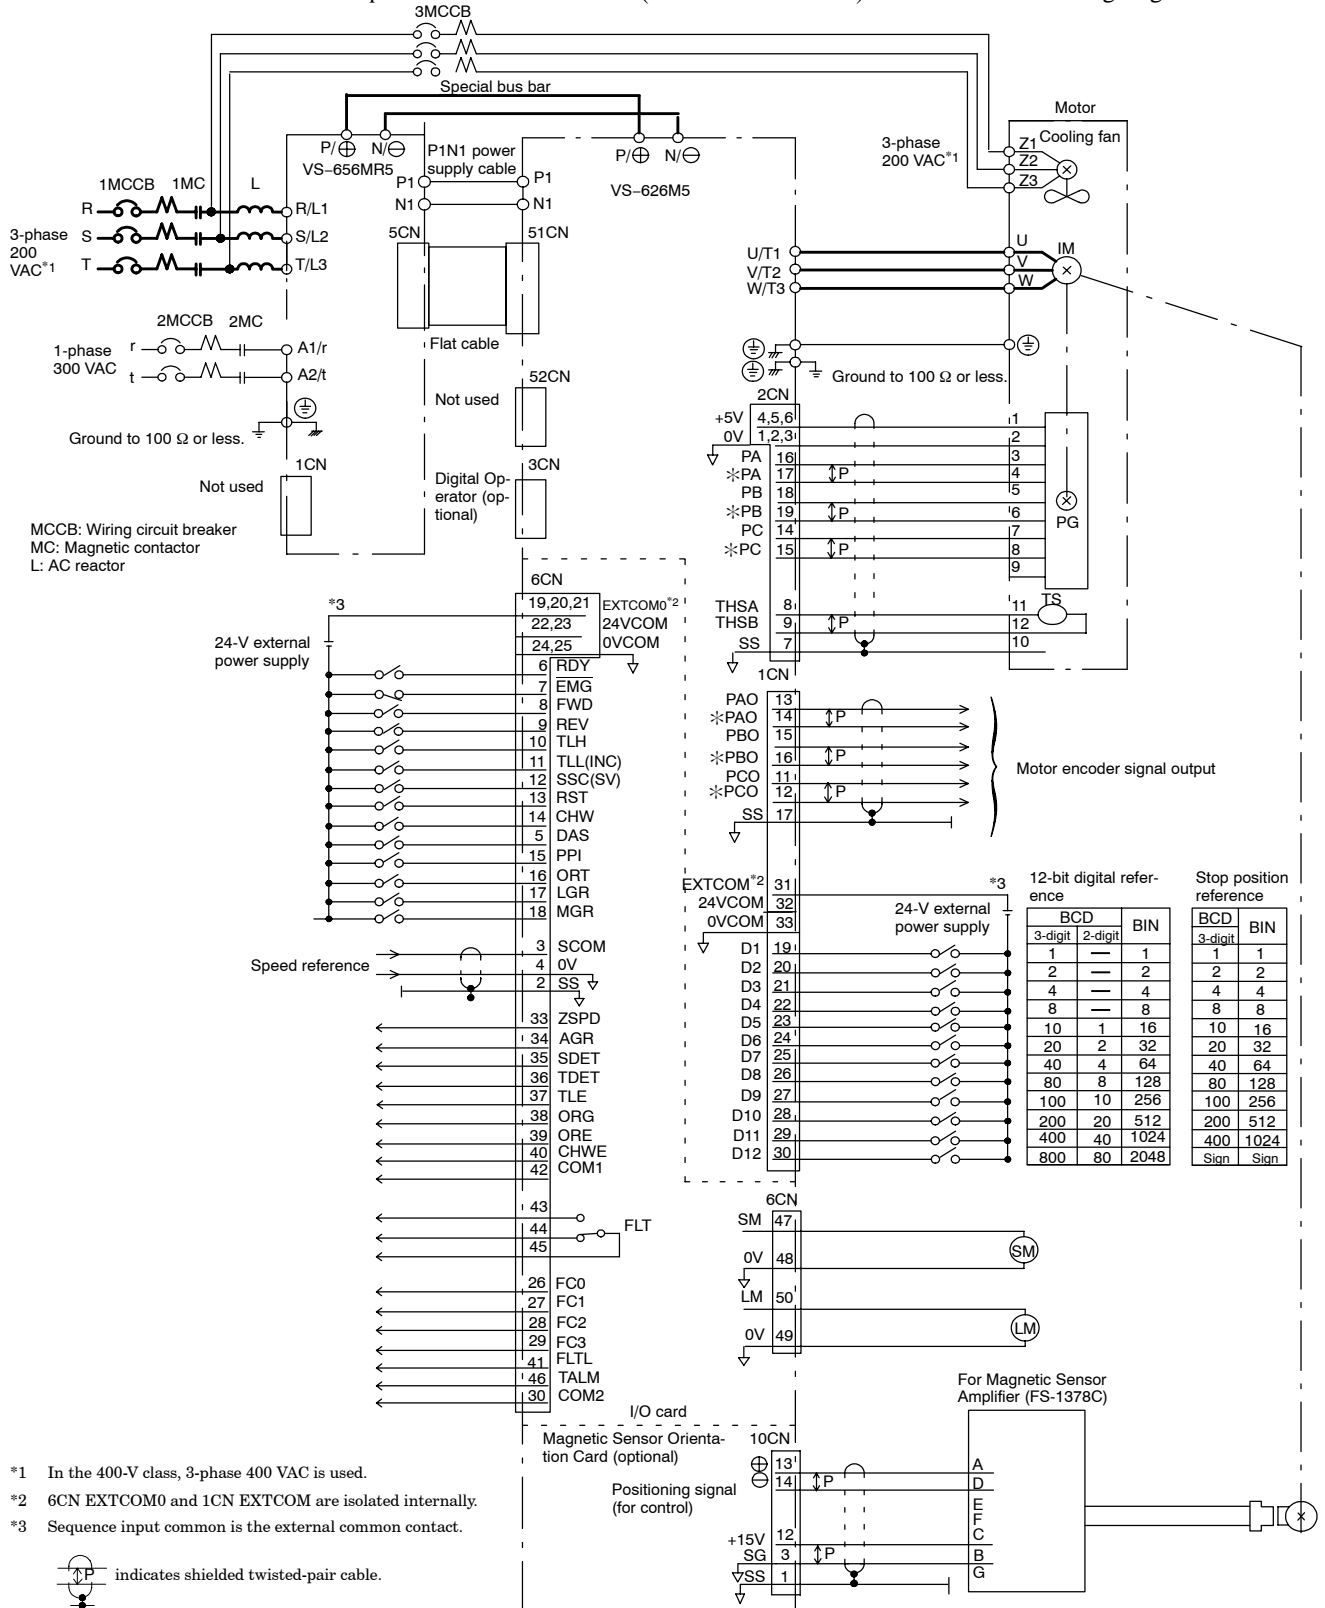 3MCCB
Special bus bar
Motor
Cooling fan
3-phase
200 VAC*1
Z1
Z2
Z3
P/⊕ N/⊖
VS−656MR5
P1N1 power
supply cable
P/⊕ N/⊖
VS−626M5
P1 P1
N1 N1
1MCCB 1MC L
R R/L1
S S/L2
T T/L3
3-phase
200
VAC*1
5CN 51CN
Flat cable
U/T1 U
V/T2 V
W/T3 W
IM
2MCCB 2MC
1-phase
300 VAC
r A1/r
t A2/t
Ground to 100 Ω or less.
Ground to 100 Ω or less.
52CN
Not used
1CN
Not used
3CN
Digital Op-
erator (op-
tional)
MCCB: Wiring circuit breaker
MC: Magnetic contactor
L: AC reactor
2CN
+5V 4,5,6 1
0V 1,2,3 2
PA 16 3
*PA 17 P 4
PB 18 5
*PB 19 P 6
PC 14 7
*PC 15 P 8
9
PG
THSA 8 11 TS
THSB 9 P 12
SS 7 10
6CN
*3
24-V external
power supply
19,20,21 EXTCOM0*2
22,23 24VCOM
24,25 0VCOM
6 RDY
7 EMG
8 FWD
9 REV
10 TLH
11 TLL(INC)
12 SSC(SV)
13 RST
14 CHW
5 DAS
15 PPI
16 ORT
17 LGR
18 MGR
Speed reference
3 SCOM
4 0V
2 SS
33 ZSPD
34 AGR
35 SDET
36 TDET
37 TLE
38 ORG
39 ORE
40 CHWE
42 COM1
43
44 FLT
45
26 FC0
27 FC1
28 FC2
29 FC3
41 FLTL
46 TALM
30 COM2
1CN
PAO 13
*PAO 14 P
PBO 15
*PBO 16 P
PCO 11
*PCO 12 P
SS 17
Motor encoder signal output
EXTCOM*2 31
24VCOM 32
0VCOM 33
*3
24-V external
power supply
D1 19
D2 20
D3 21
D4 22
D5 23
D6 24
D7 25
D8 26
D9 27
D10 28
D11 29
D12 30
12-bit digital refer-
ence
BCD BIN
3-digit 2-digit
1 — 1
2 — 2
4 — 4
8 — 8
10 1 16
20 2 32
40 4 64
80 8 128
100 10 256
200 20 512
400 40 1024
800 80 2048
Stop position
reference
BCD BIN
3-digit
1 1
2 2
4 4
8 8
10 16
20 32
40 64
80 128
100 256
200 512
400 1024
Sign Sign
6CN
SM 47
SM
0V 48
LM 50
LM
0V 49
I/O card
Magnetic Sensor Orienta-
tion Card (optional)
10CN
For Magnetic Sensor
Amplifier (FS-1378C)
Positioning signal
(for control)
⊕ 13 A
⊖ 14 P D
E
F
+15V 12 C
SG 3 P B
SS 1 G
*1 In the 400-V class, 3-phase 400 VAC is used.
*2 6CN EXTCOM0 and 1CN EXTCOM are isolated internally.
*3 Sequence input common is the external common contact.
P indicates shielded twisted-pair cable.